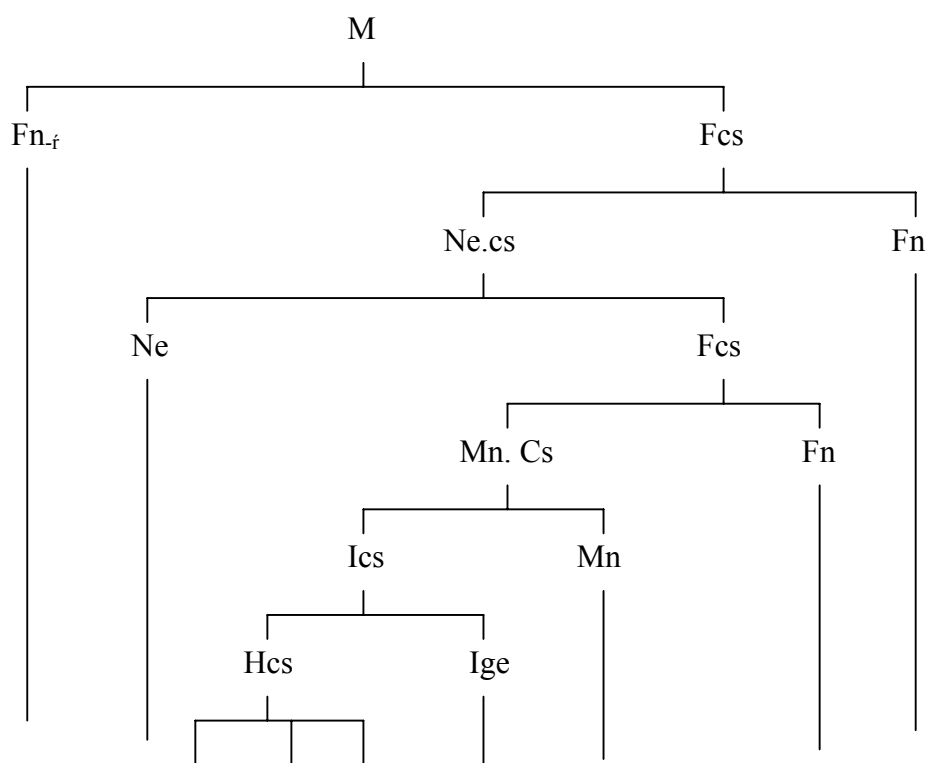 M
Fn-ŕ Fcs
Ne.cs Fn
Ne Fcs
Mn. Cs Fn
Ics Mn
Hcs Ige